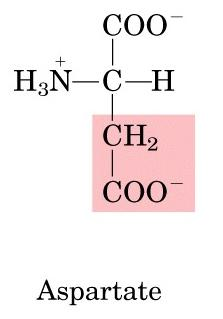 COO⁻
H₃N⁺—C—H
CH₂
COO⁻
Aspartate